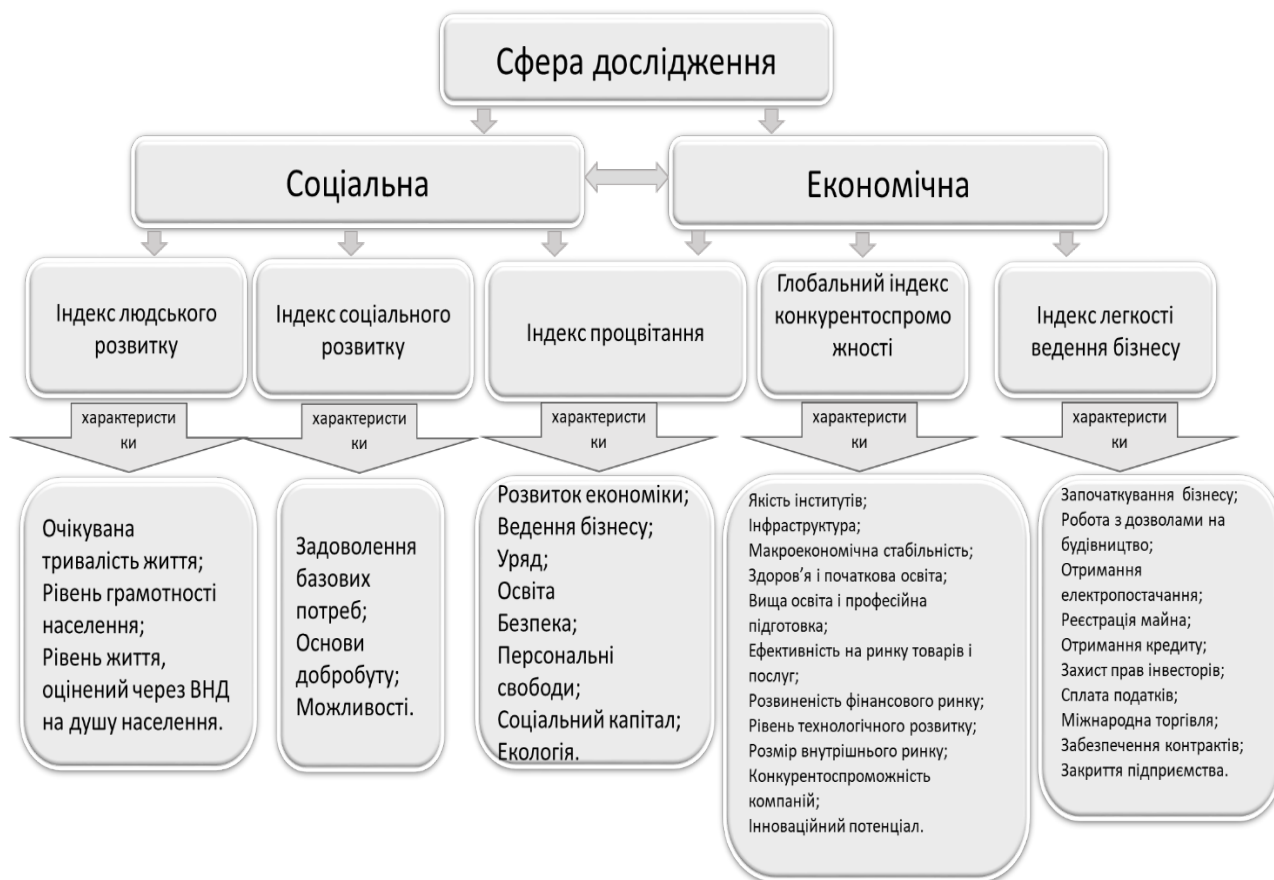 Сфера дослідження
Соціальна
Економічна
Індекс людського
розвитку
Індекс соціального
розвитку
Індекс процвітання
Глобальний індекс
конкурентоспромо
жності
Індекс легкості
ведення бізнесу
характеристи
ки
характеристи
ки
характеристи
ки
характеристи
ки
характеристи
ки
Очікувана
тривалість життя;
Рівень грамотності
населення;
Рівень життя,
оцінений через ВНД
на душу населення.
Задоволення
базових
потреб;
Основи
добробуту;
Можливості.
Розвиток економіки;
Ведення бізнесу;
Уряд;
Освіта
Безпека;
Персональні
свободи;
Соціальний капітал;
Екологія.
Якість інститутів;
Інфраструктура;
Макроекономічна стабільність;
Здоров’я і початкова освіта;
Вища освіта і професійна
підготовка;
Ефективність на ринку товарів і
послуг;
Розвиненість фінансового ринку;
Рівень технологічного розвитку;
Розмір внутрішнього ринку;
Конкурентоспроможність
компаній;
Інноваційний потенціал.
Започаткування бізнесу;
Робота з дозволами на
будівництво;
Отримання
електропостачання;
Реєстрація майна;
Отримання кредиту;
Захист прав інвесторів;
Сплата податків;
Міжнародна торгівля;
Забезпечення контрактів;
Закриття підприємства.